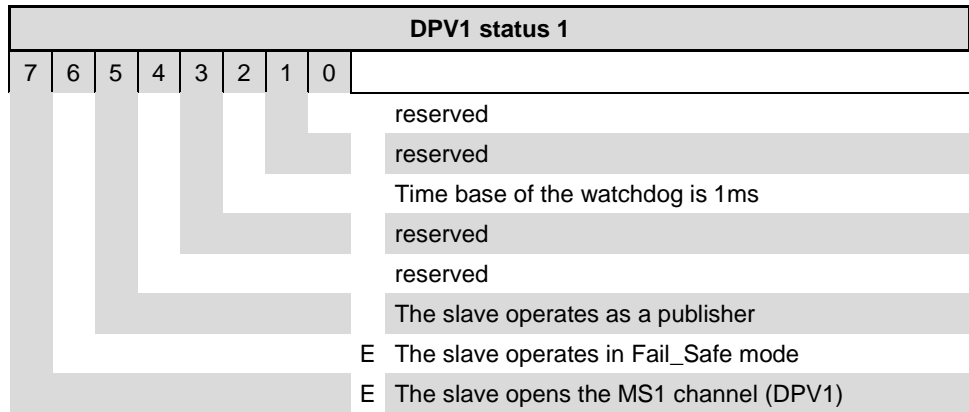 DPV1 status 1
7 6 5 4 3 2 1 0
reserved
reserved
Time base of the watchdog is 1ms
reserved
reserved
The slave operates as a publisher
E The slave operates in Fail_Safe mode
E The slave opens the MS1 channel (DPV1)